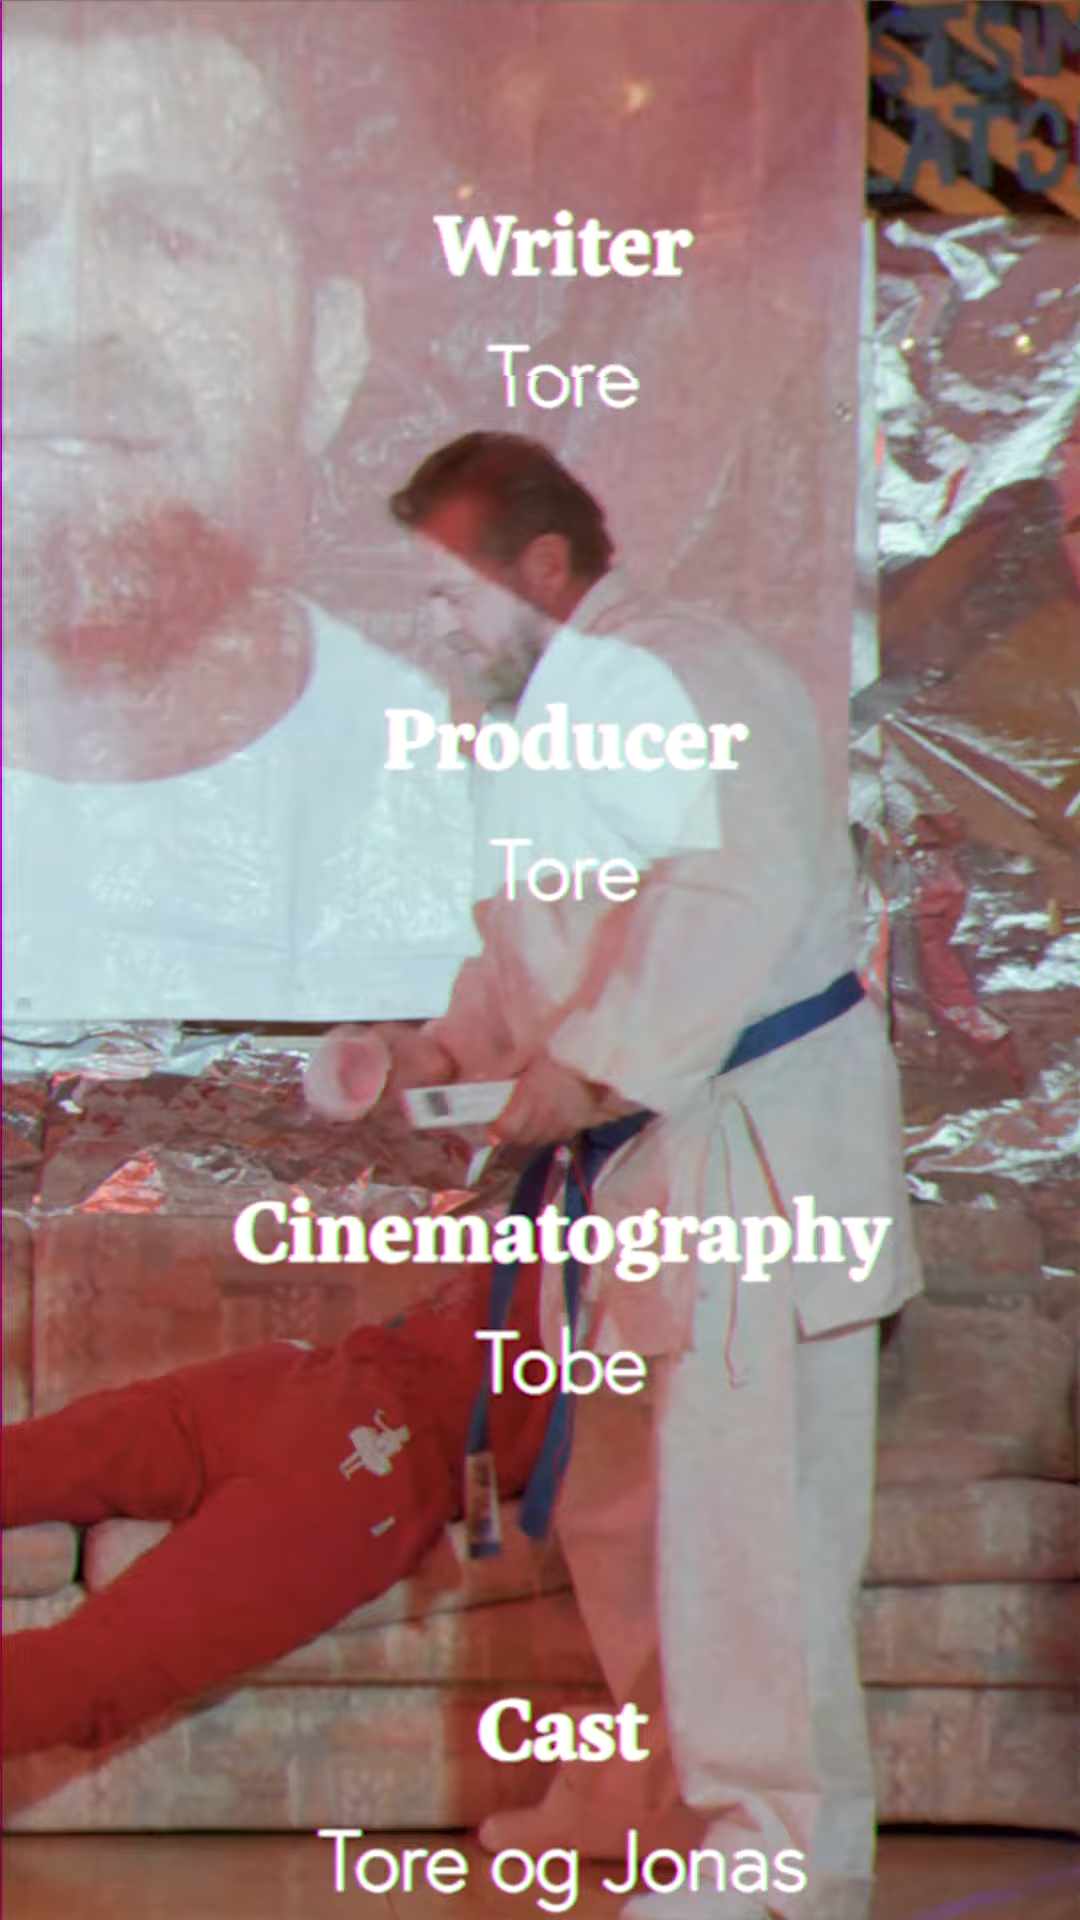 Writer
Tore
Producer
Tore
Cinematography
Tobe
Cast
Tore og Jonas